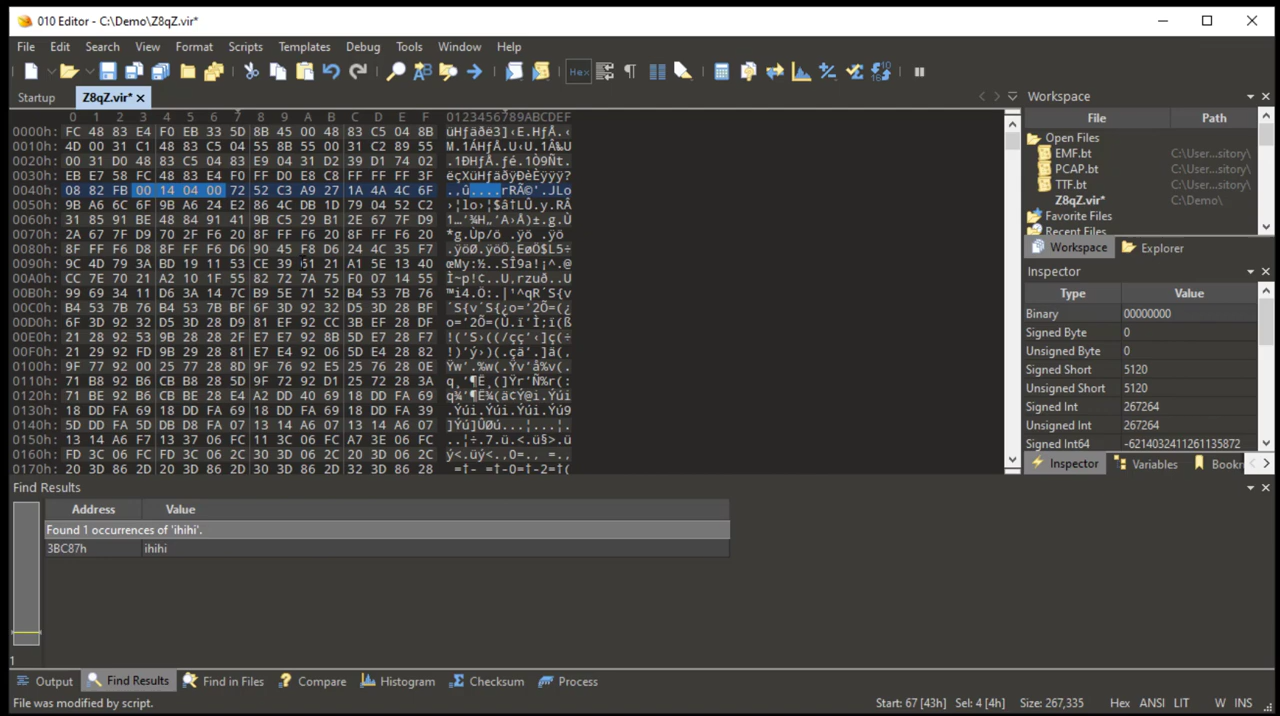 010 Editor - C:\Demo\Z8qZ.vir*
File Edit Search View Format Scripts Templates Debug Tools Window Help
Startup Z8qZ.vir*
Workspace
File Path
Open Files
EMF.bt C:\User...sitory\
PCAP.bt C:\User...sitory\
TTF.bt C:\User...sitory\
Z8qZ.vir* C:\Demo\
Favorite Files
Recent Files
Workspace Explorer
0 1 2 3 4 5 6 7 8 9 A B C D E F 0123456789ABCDEF
0000h: FC 48 83 E4 F0 EB 33 5D 8B 45 00 48 83 C5 04 8B
0010h: 4D 00 31 C1 48 83 C5 04 55 8B 55 00 31 C2 89 55
0020h: 00 31 D0 48 83 C5 04 83 E9 04 31 D2 39 D1 74 02
0030h: EB E7 58 FC 48 83 E4 F0 FF D0 E8 C8 FF FF FF 3F
0040h: 08 82 FB 00 14 04 00 72 52 C3 A9 27 1A 4A 4C 6F
0050h: 9B A6 6C 6F 9B A6 24 E2 86 4C DB 1D 79 04 52 C2
0060h: 31 85 91 BE 48 84 91 41 9B C5 29 B1 2E 67 7F D9
0070h: 2A 67 7F D9 70 2F F6 20 8F FF F6 20 8F FF F6 D6
0080h: 8F FF F6 D8 8F FF F6 D6 90 45 F8 D6 24 4C 35 F7
0090h: 9C 4D 79 3A BD 19 11 53 CE 39 61 21 A1 5E 13 40
00A0h: CC 7E 70 21 A2 10 1F 55 82 72 7A 75 F0 07 14 55
00B0h: 99 69 34 11 D6 3A 14 7C B9 5E 71 52 B4 53 7B 76
00C0h: B4 53 7B 76 B4 53 7B BF 6F 3D 92 32 D5 3D 28 BF
00D0h: 6F 3D 92 32 D5 3D 28 D9 81 EF 92 CC 3B EF 28 DF
00E0h: 21 28 92 53 9B 28 28 2F E7 E7 92 8B 5D E7 28 F7
00F0h: 21 29 92 FD 9B 29 28 81 E7 E4 92 06 5D E4 28 82
0100h: 9F 77 92 00 25 77 28 8D 9F 76 92 E5 25 76 28 0E
0110h: 71 B8 92 B6 CB B8 28 5D 9F 72 92 D1 25 72 28 3A
0120h: 71 BE 92 B6 CB BE 28 E4 A2 DD 40 69 18 DD FA 69
0130h: 18 DD FA 69 18 DD FA 69 18 DD FA 69 18 DD FA 39
0140h: 5D DD FA 55 DB D8 FA 07 13 14 A6 07 13 14 A6 07
0150h: 13 14 A6 F7 13 37 06 FC 11 3C 06 FC A7 3E 06 FC
0160h: FD 3C 06 FC FD 3C 06 2C 30 3D 06 2C 20 3D 06 2C
0170h: 20 3D 86 2D 20 3D 86 2D 30 3D 86 2D 32 3D 86 28
Inspector
Type Value
Binary 00000000
Signed Byte 0
Unsigned Byte 0
Signed Short 5120
Unsigned Short 5120
Signed Int 267264
Unsigned Int 267264
Signed Int64 -6214032411261135872
Inspector Variables Bookn
Find Results
Address Value
Found 1 occurrences of 'ihihi'.
3BC87h ihihi
1
Output Find Results Find in Files Compare Histogram Checksum Process
File was modified by script. Start: 67 [43h] Sel: 4 [4h] Size: 267,335 Hex ANSI LIT W INS